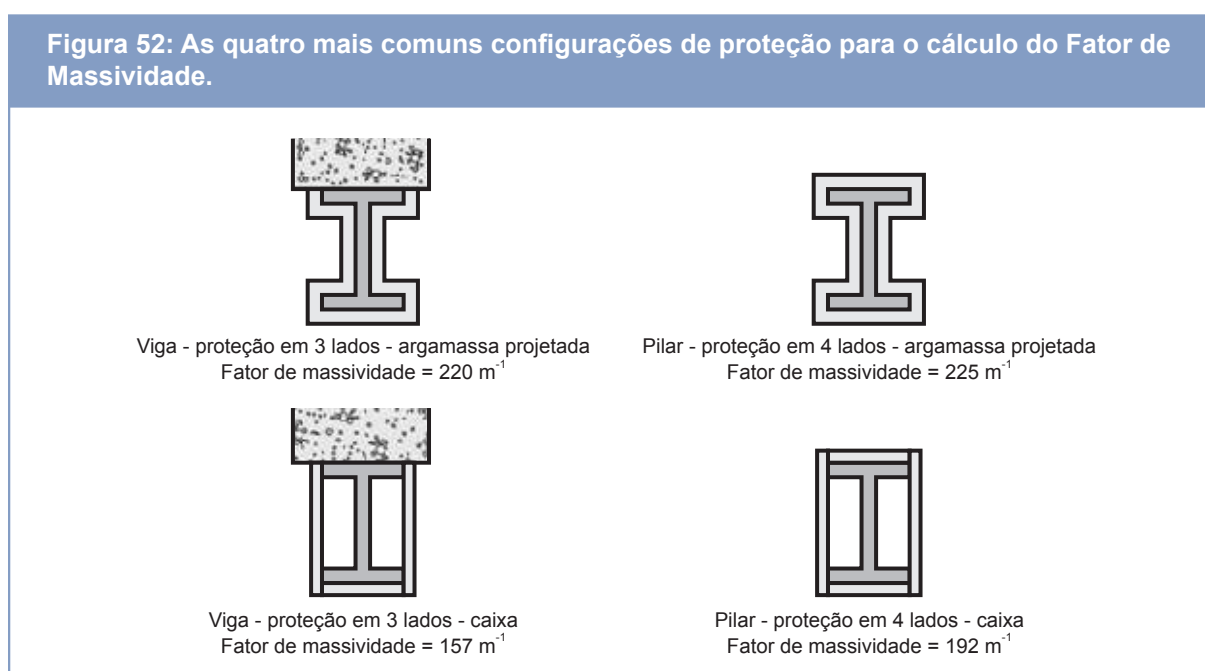 Figura 52: As quatro mais comuns configurações de proteção para o cálculo do Fator de
Massividade.
Viga - proteção em 3 lados - argamassa projetada
Fator de massividade = 220 m⁻¹
Pilar - proteção em 4 lados - argamassa projetada
Fator de massividade = 225 m⁻¹
Viga - proteção em 3 lados - caixa
Fator de massividade = 157 m⁻¹
Pilar - proteção em 4 lados - caixa
Fator de massividade = 192 m⁻¹